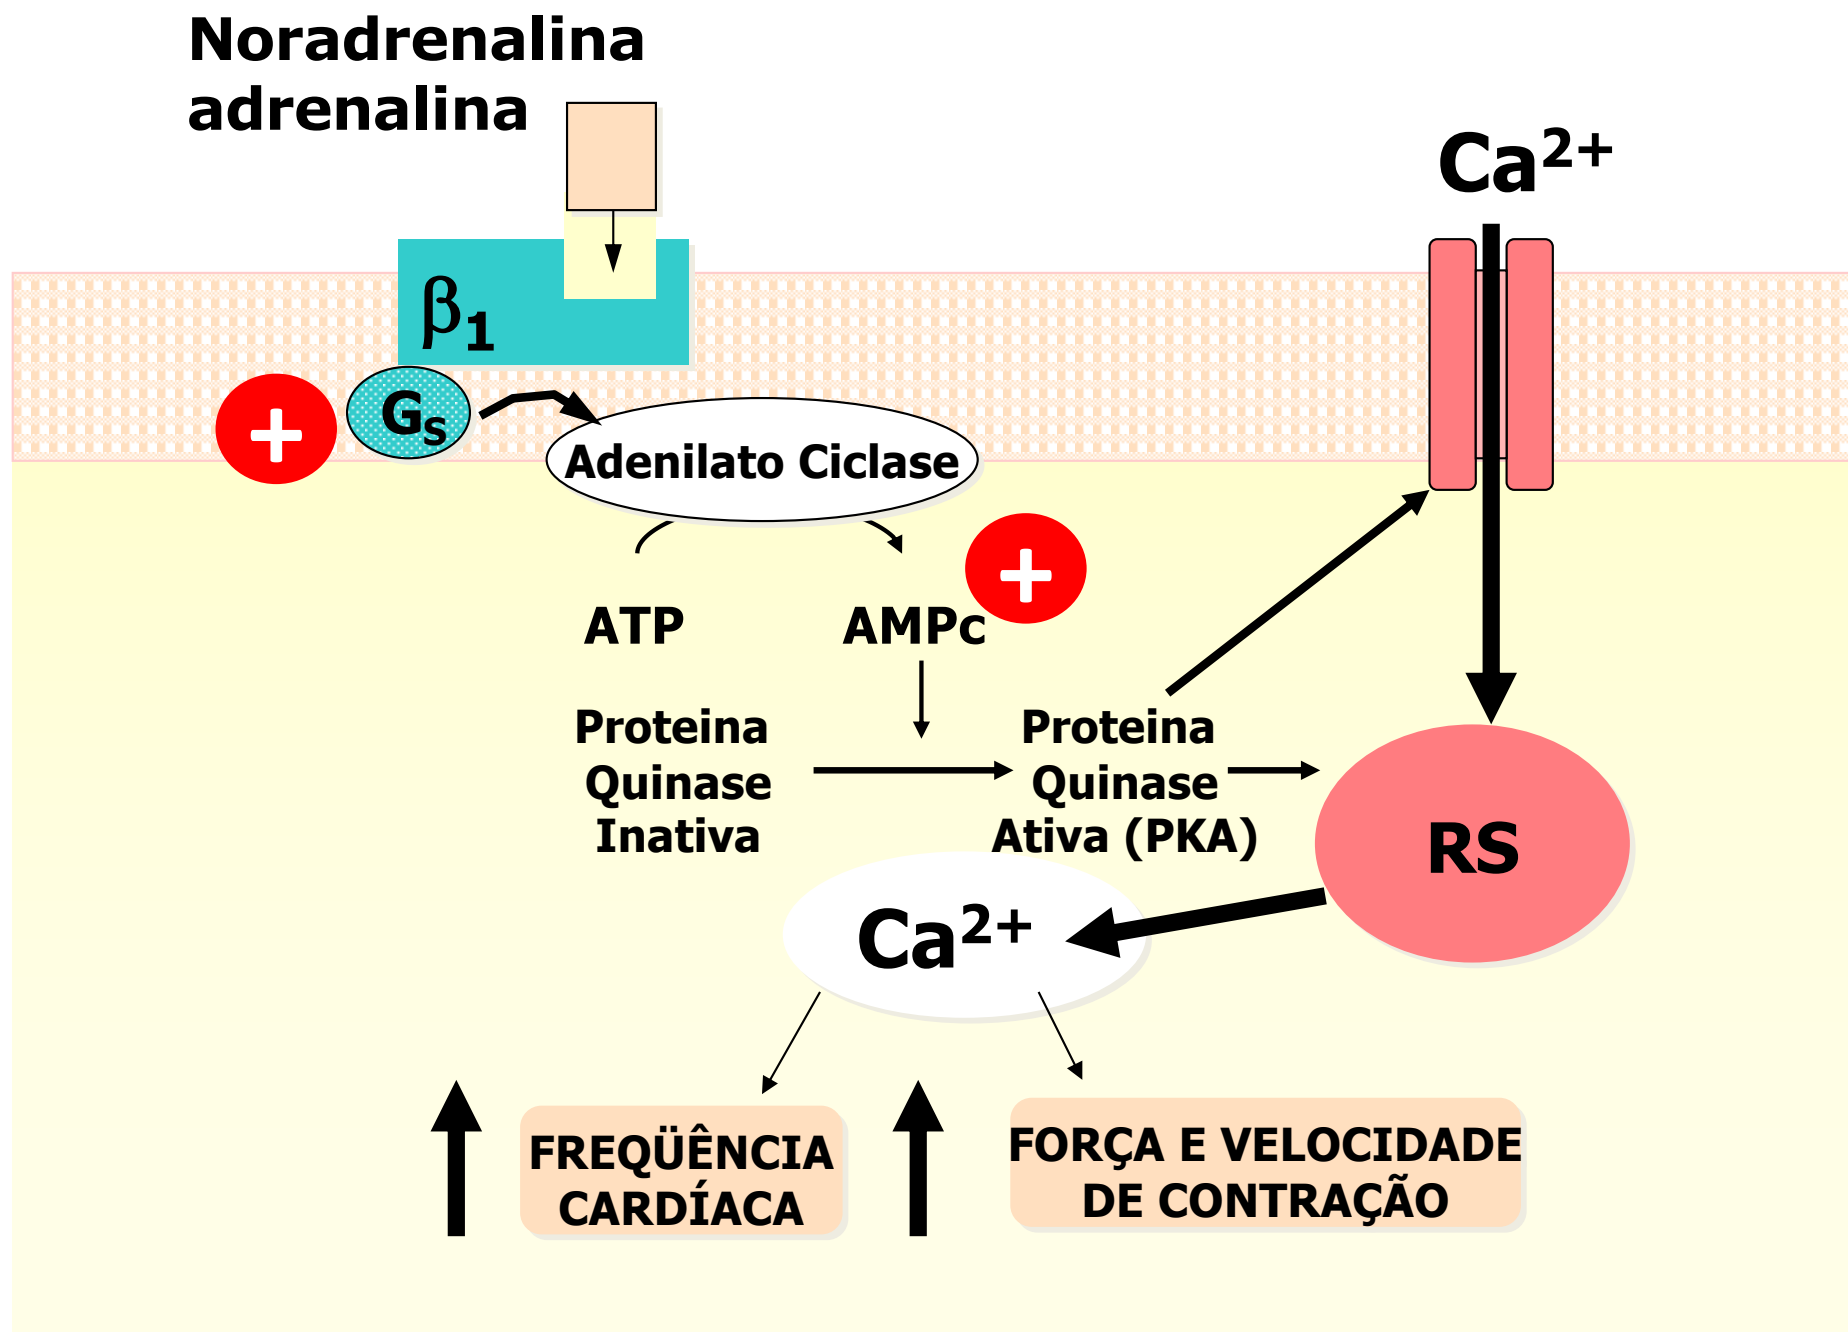 Noradrenalina
adrenalina
Ca²⁺
β₁
+
Gₛ
Adenilato Ciclase
+
ATP
AMPc
Proteina
Quinase
Inativa
Proteina
Quinase
Ativa (PKA)
RS
Ca²⁺
FREQÜÊNCIA
CARDÍACA
FORÇA E VELOCIDADE
DE CONTRAÇÃO